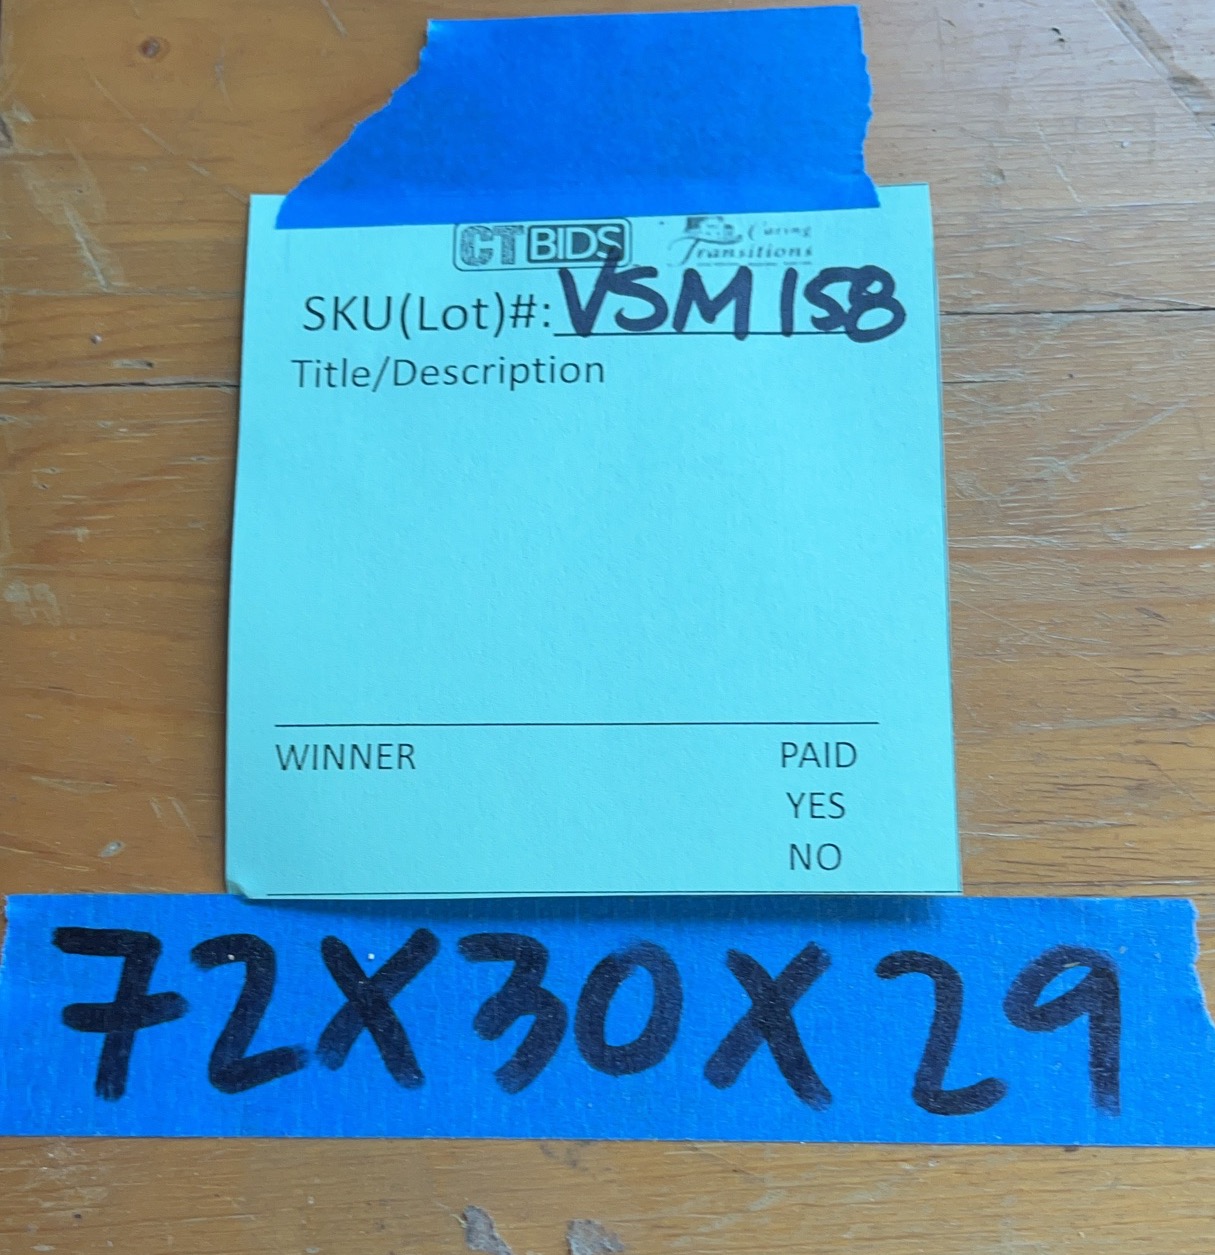 CT BIDS Caring Transitions
SKU(Lot)#: VSM158
Title/Description
WINNER PAID
YES
NO
72X30X29